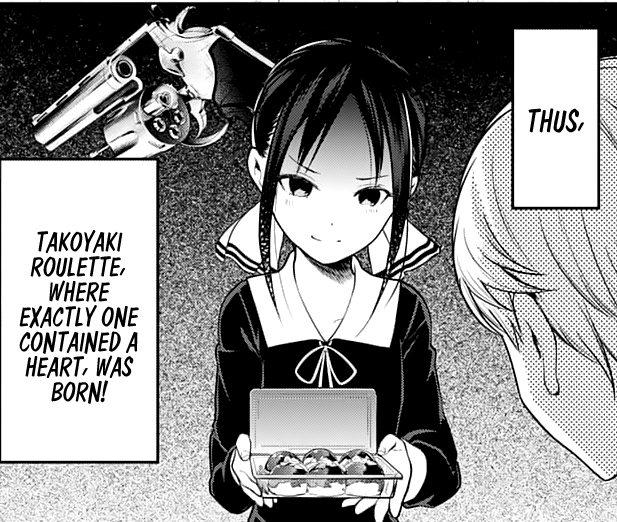 THUS,
TAKOYAKI
ROULETTE,
WHERE
EXACTLY ONE
CONTAINED A
HEART, WAS
BORN!